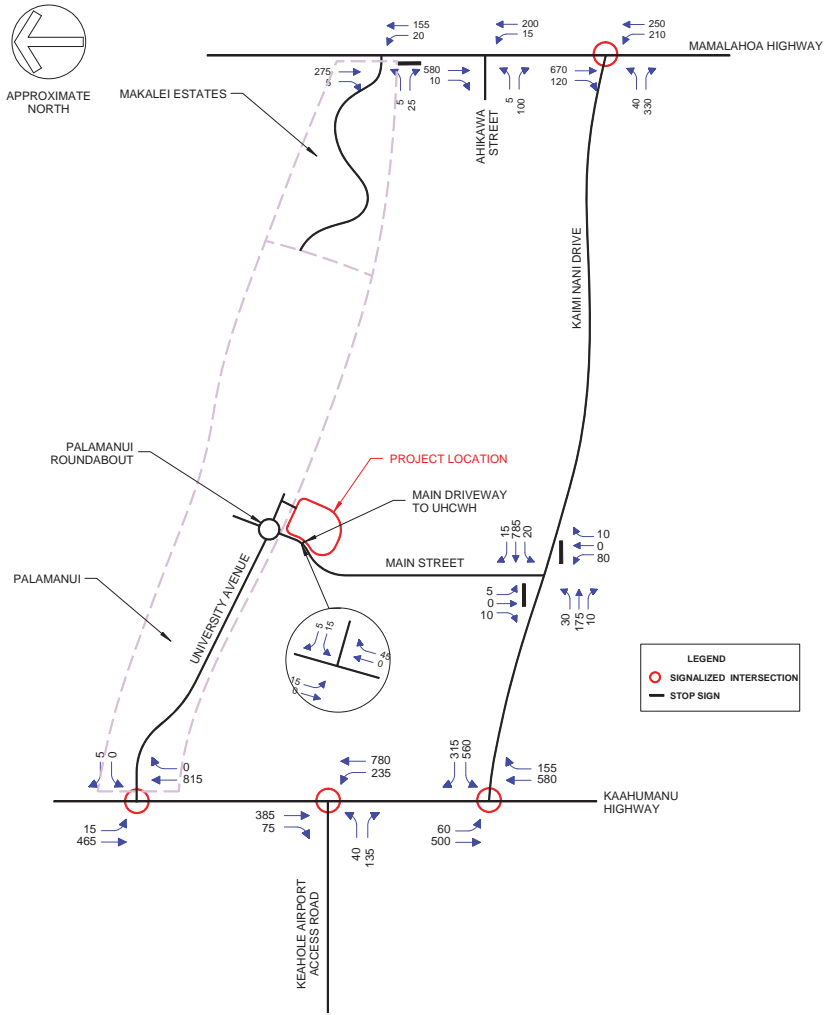 155
20
200
15
250
210
MAMALAHOA HIGHWAY
275
5
580
10
670
120
5
25
5
100
40
330
APPROXIMATE
NORTH
MAKALEI ESTATES
AHIKAWA
STREET
KAIMI NANI DRIVE
PALAMANUI
ROUNDABOUT
PROJECT LOCATION
MAIN DRIVEWAY
TO UHCWH
MAIN STREET
15
785
20
10
0
80
5
0
10
30
175
10
PALAMANUI
UNIVERSITY AVENUE
5
15
45
0
15
0
LEGEND
SIGNALIZED INTERSECTION
STOP SIGN
5
0
0
815
780
235
315
560
155
580
KAAHUMANU
HIGHWAY
15
465
385
75
40
135
60
500
KEAHOLE AIRPORT
ACCESS ROAD